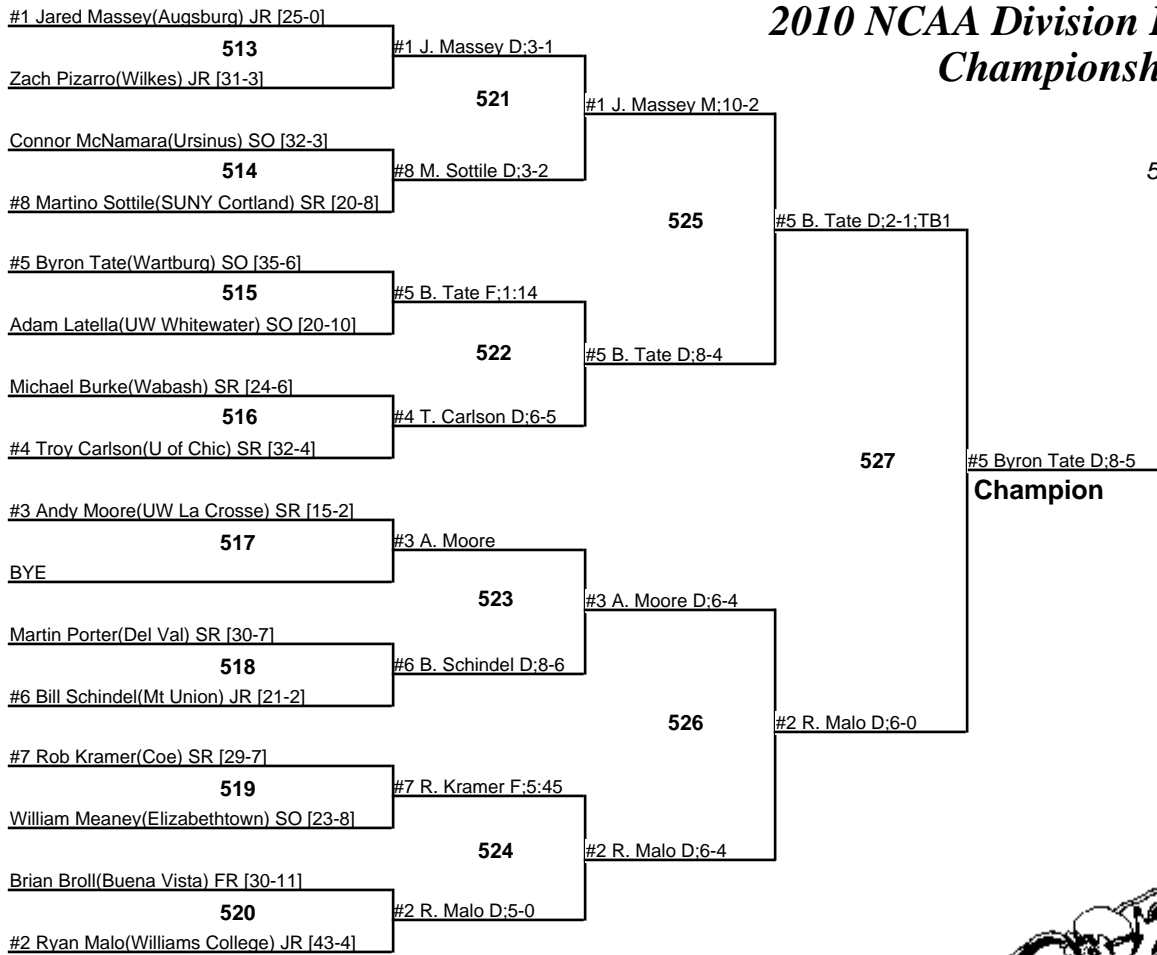 2010 NCAA Division
Championsh
5
#1 Jared Massey(Augsburg) JR [25-0]
513
Zach Pizarro(Wilkes) JR [31-3]
Connor McNamara(Ursinus) SO [32-3]
514
#8 Martino Sottile(SUNY Cortland) SR [20-8]
#5 Byron Tate(Wartburg) SO [35-6]
515
Adam Latella(UW Whitewater) SO [20-10]
Michael Burke(Wabash) SR [24-6]
516
#4 Troy Carlson(U of Chic) SR [32-4]
#3 Andy Moore(UW La Crosse) SR [15-2]
517
BYE
Martin Porter(Del Val) SR [30-7]
518
#6 Bill Schindel(Mt Union) JR [21-2]
#7 Rob Kramer(Coe) SR [29-7]
519
William Meaney(Elizabethtown) SO [23-8]
Brian Broll(Buena Vista) FR [30-11]
520
#2 Ryan Malo(Williams College) JR [43-4]
#1 J. Massey D;3-1
521
#8 M. Sottile D;3-2
#5 B. Tate F;1:14
522
#4 T. Carlson D;6-5
#3 A. Moore
523
#6 B. Schindel D;8-6
#7 R. Kramer F;5:45
524
#2 R. Malo D;5-0
#1 J. Massey M;10-2
525
#5 B. Tate D;8-4
#3 A. Moore D;6-4
526
#2 R. Malo D;6-4
#5 B. Tate D;2-1;TB1
527
#2 R. Malo D;6-0
#5 Byron Tate D;8-5
Champion